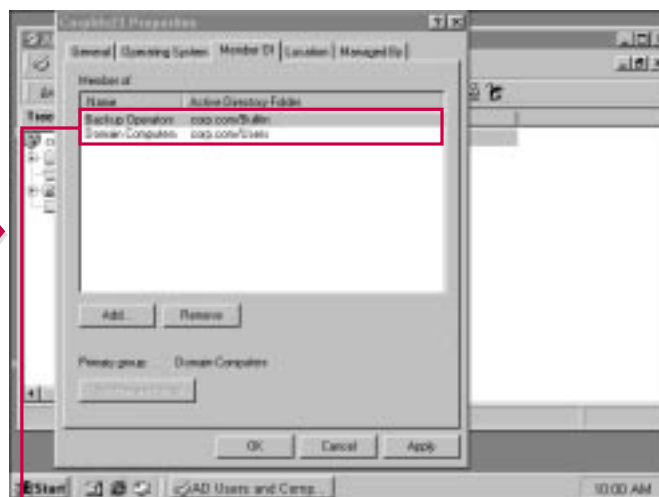 Properties
General Operating System Member Of Location Managed By
Member of:
Name Active Directory Folder
Backup Operators corp.com/Builtin
Domain Computers corp.com/Users
Tree
Add... Remove
Primary group: Domain Computers
OK Cancel Apply
Start AD Users and Comp... 10:00 AM